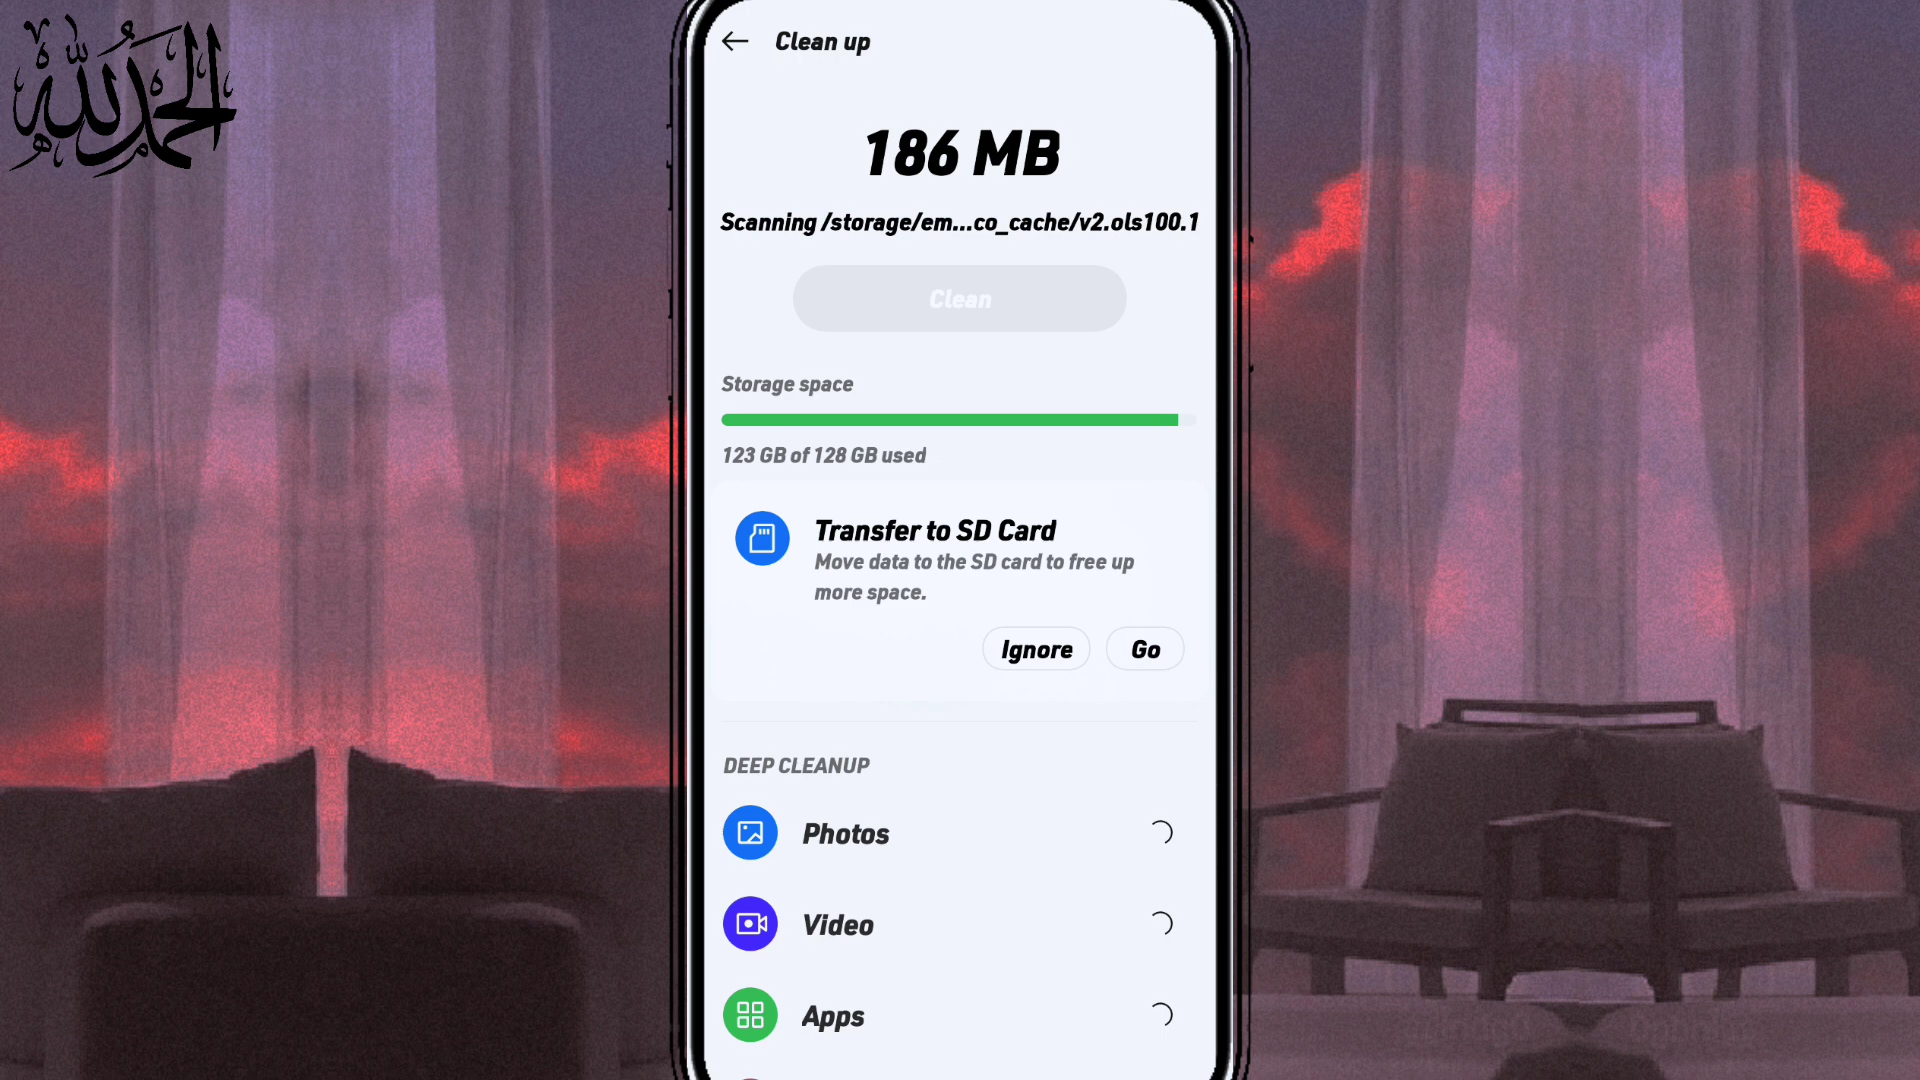 الحمد لله
Clean up
186 MB
Scanning /storage/em...co_cache/v2.ols100.1
Clean
Storage space
123 GB of 128 GB used
Transfer to SD Card
Move data to the SD card to free up
more space.
Ignore
Go
DEEP CLEANUP
Photos
Video
Apps